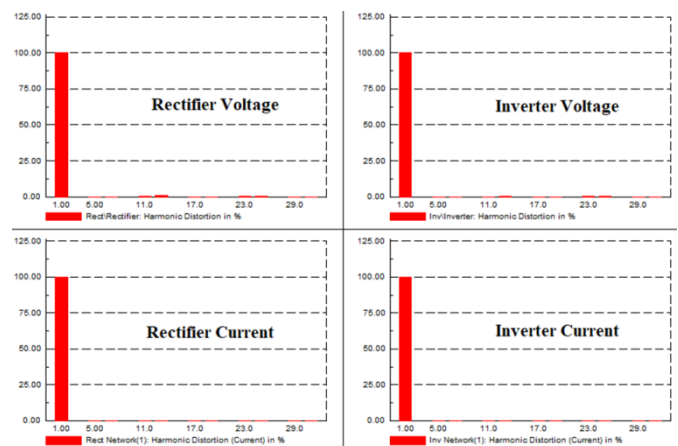 125.00
100.00
75.00
Rectifier Voltage
50.00
25.00
0.00
1.00 5.00 11.0 17.0 23.0 29.0
Rect\Rectifier: Harmonic Distortion in %
125.00
100.00
75.00
Inverter Voltage
50.00
25.00
0.00
1.00 5.00 11.0 17.0 23.0 29.0
Inv\Inverter: Harmonic Distortion in %
125.00
100.00
75.00
Rectifier Current
50.00
25.00
0.00
1.00 5.00 11.0 17.0 23.0 29.0
Rect Network(1): Harmonic Distortion (Current) in %
125.00
100.00
75.00
Inverter Current
50.00
25.00
0.00
1.00 5.00 11.0 17.0 23.0 29.0
Inv Network(1): Harmonic Distortion (Current) in %